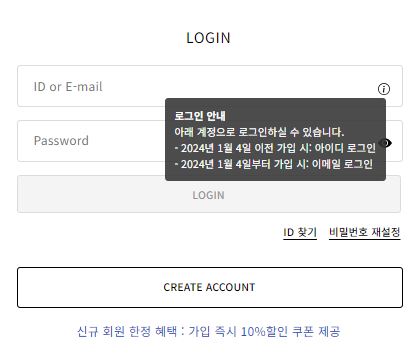 LOGIN
ID or E-mail
로그인 안내
아래 계정으로 로그인하실 수 있습니다.
- 2024년 1월 4일 이전 가입 시: 아이디 로그인
- 2024년 1월 4일부터 가입 시: 이메일 로그인
Password
LOGIN
ID 찾기 비밀번호 재설정
CREATE ACCOUNT
신규 회원 한정 혜택 : 가입 즉시 10%할인 쿠폰 제공